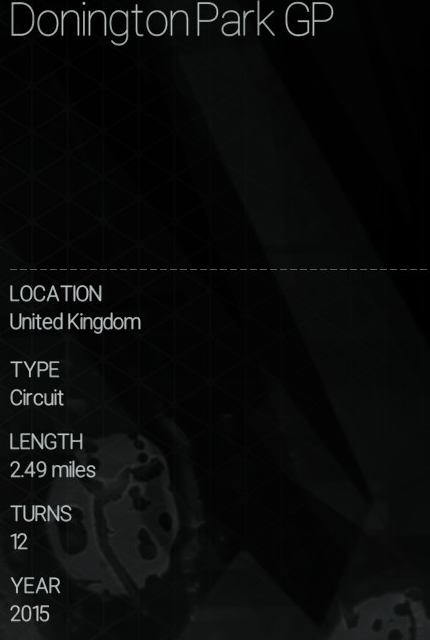 Donington Park GP
LOCATION
United Kingdom
TYPE
Circuit
LENGTH
2.49 miles
TURNS
12
YEAR
2015